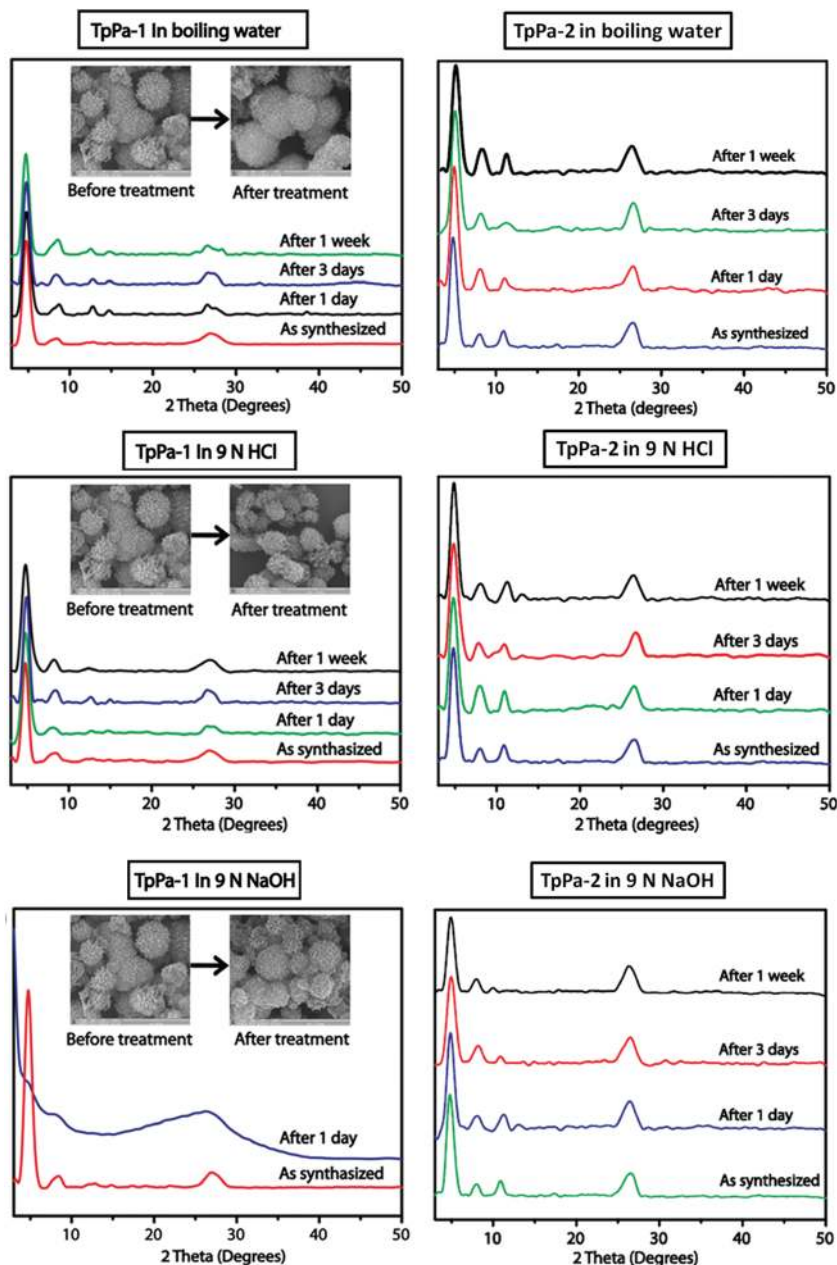 TpPa-1 In boiling water
Before treatment
After treatment
After 1 week
After 3 days
After 1 day
As synthesized
10 20 30 40 50
2 Theta (Degrees)
TpPa-2 in boiling water
After 1 week
After 3 days
After 1 day
As synthesized
10 20 30 40 50
2 Theta (degrees)
TpPa-1 In 9 N HCl
Before treatment
After treatment
After 1 week
After 3 days
After 1 day
As synthasized
10 20 30 40 50
2 Theta (Degrees)
TpPa-2 in 9 N HCl
After 1 week
After 3 days
After 1 day
As synthesized
10 20 30 40 50
2 Theta (degrees)
TpPa-1 In 9 N NaOH
Before treatment
After treatment
After 1 day
As synthasized
10 20 30 40 50
2 Theta (Degrees)
TpPa-2 in 9 N NaOH
After 1 week
After 3 days
After 1 day
As synthesized
10 20 30 40 50
2 Theta (Degrees)